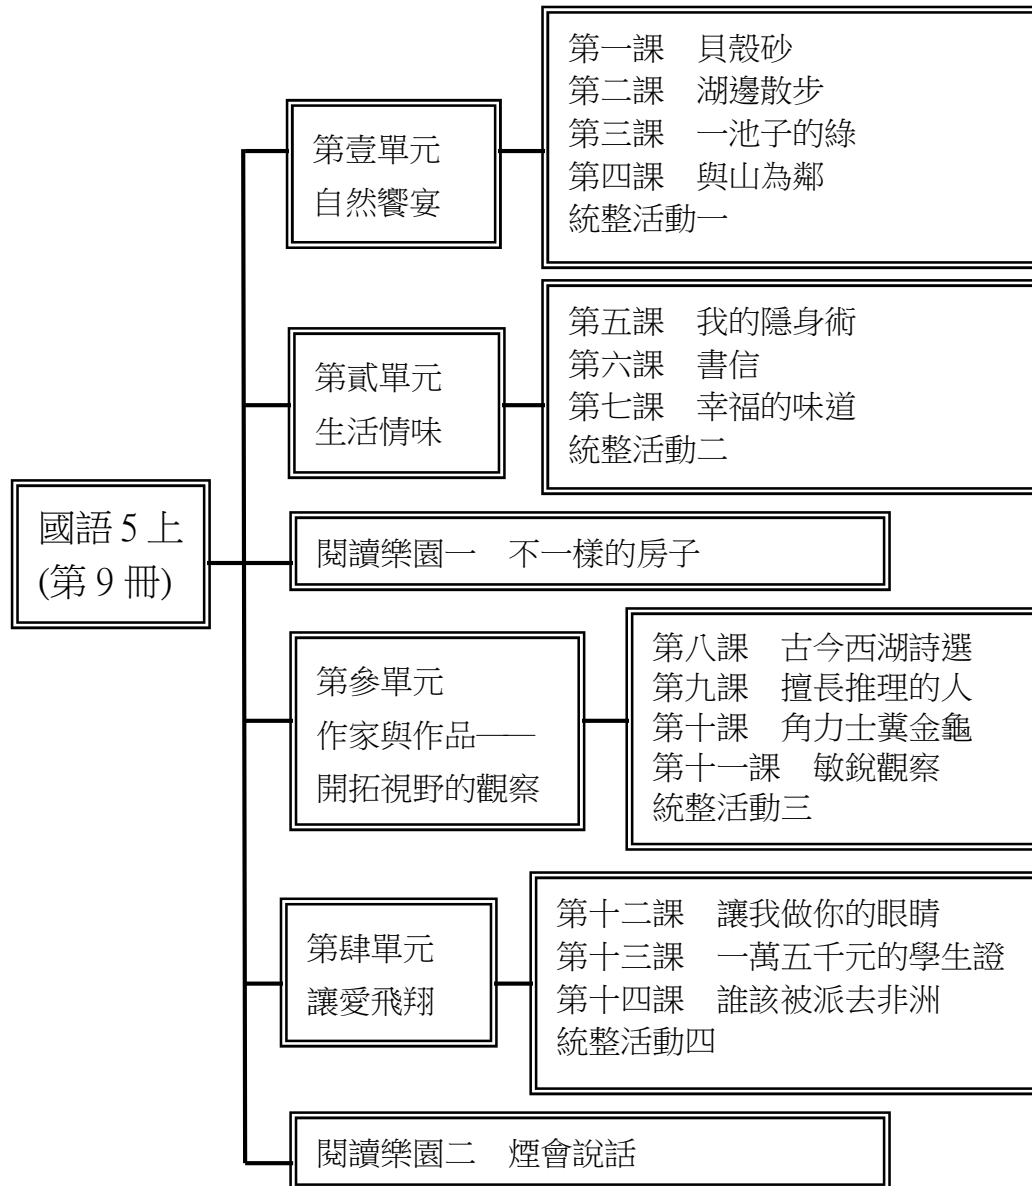 國語 5 上
(第 9 冊)
第壹單元
自然饗宴
第一課　貝殼砂
第二課　湖邊散步
第三課　一池子的綠
第四課　與山為鄰
統整活動一
第貳單元
生活情味
第五課　我的隱身術
第六課　書信
第七課　幸福的味道
統整活動二
閱讀樂園一　不一樣的房子
第參單元
作家與作品——
開拓視野的觀察
第八課　古今西湖詩選
第九課　擅長推理的人
第十課　角力士糞金龜
第十一課　敏銳觀察
統整活動三
第肆單元
讓愛飛翔
第十二課　讓我做你的眼睛
第十三課　一萬五千元的學生證
第十四課　誰該被派去非洲
統整活動四
閱讀樂園二　煙會說話